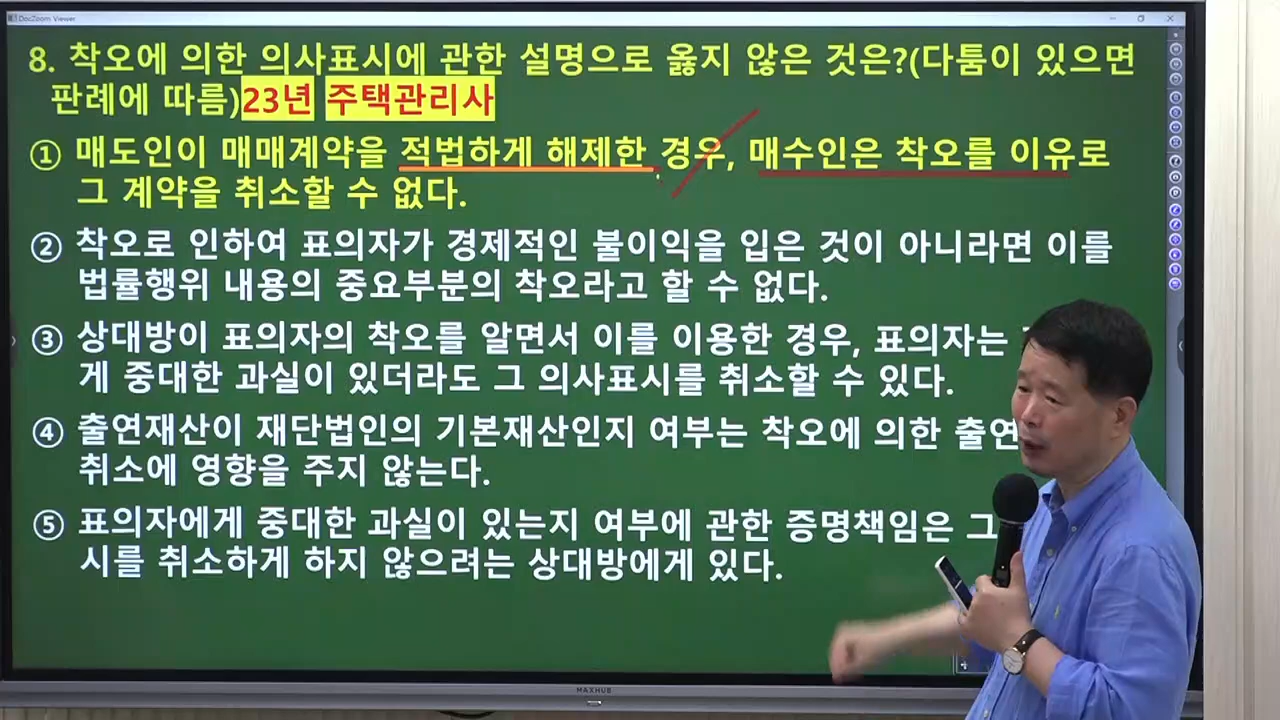 DocZoom Viewer
8. 착오에 의한 의사표시에 관한 설명으로 옳지 않은 것은?(다툼이 있으면
판례에 따름)23년 주택관리사
① 매도인이 매매계약을 적법하게 해제한 경우, 매수인은 착오를 이유로
그 계약을 취소할 수 없다.
② 착오로 인하여 표의자가 경제적인 불이익을 입은 것이 아니라면 이를
법률행위 내용의 중요부분의 착오라고 할 수 없다.
③ 상대방이 표의자의 착오를 알면서 이를 이용한 경우, 표의자는
게 중대한 과실이 있더라도 그 의사표시를 취소할 수 있다.
④ 출연재산이 재단법인의 기본재산인지 여부는 착오에 의한 출연
취소에 영향을 주지 않는다.
⑤ 표의자에게 중대한 과실이 있는지 여부에 관한 증명책임은 그
시를 취소하게 하지 않으려는 상대방에게 있다.
MAXHUB